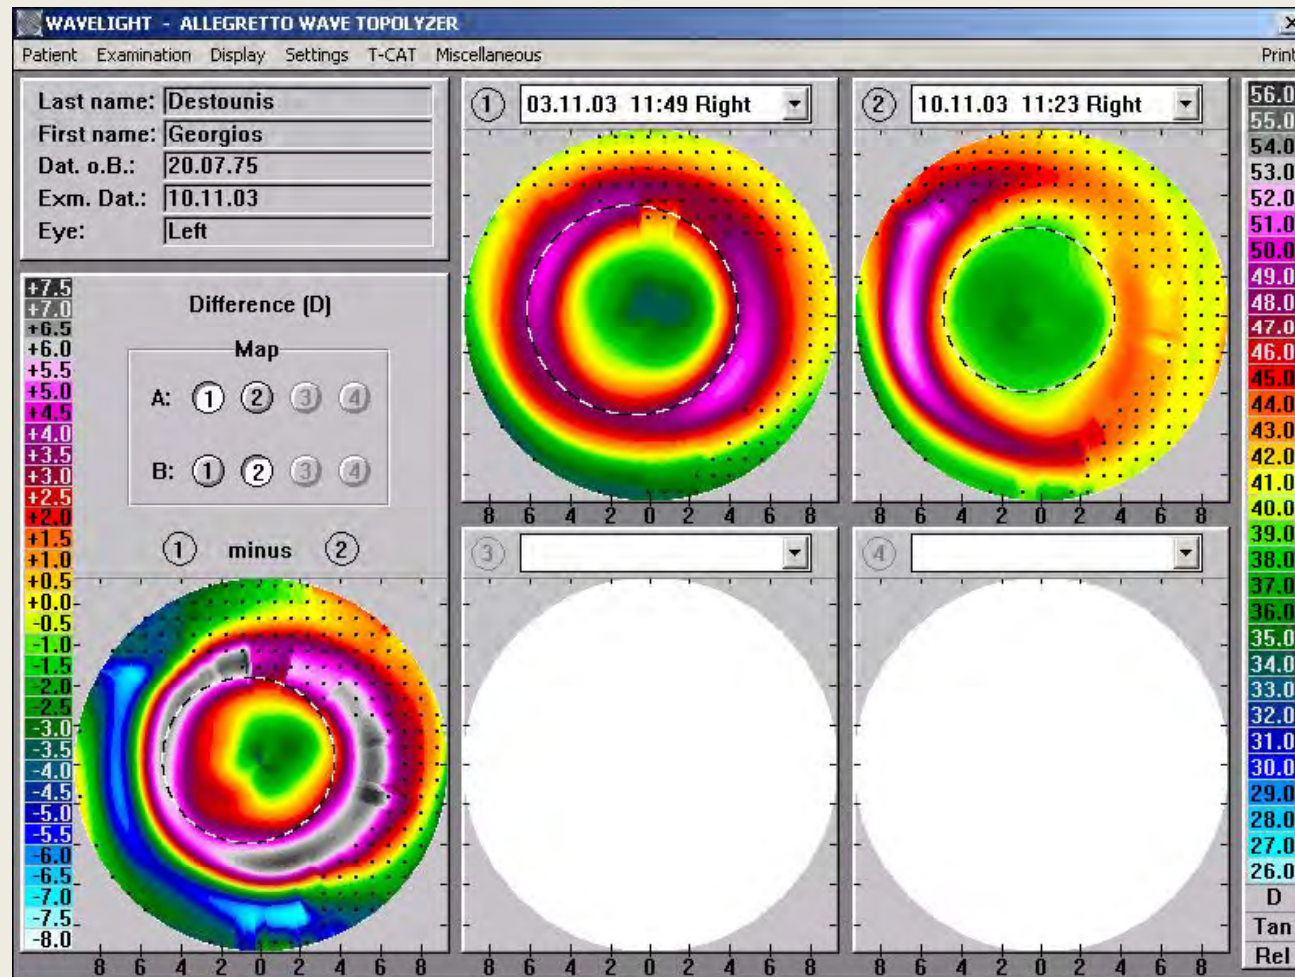 WAVELIGHT - ALLEGRETTO WAVE TOPOLYZER
Patient Examination Display Settings T-CAT Miscellaneous Print
Last name: Destounis
First name: Georgios
Dat. o.B.: 20.07.75
Exm. Dat.: 10.11.03
Eye: Left
1 03.11.03 11:49 Right
2 10.11.03 11:23 Right
56.0
55.0
54.0
53.0
52.0
51.0
50.0
49.0
48.0
47.0
46.0
45.0
44.0
43.0
42.0
41.0
40.0
39.0
38.0
37.0
36.0
35.0
34.0
33.0
32.0
31.0
30.0
29.0
28.0
27.0
26.0
D
Tan
Rel
8 6 4 2 0 2 4 6 8
8 6 4 2 0 2 4 6 8
+7.5
+7.0
+6.5
+6.0
+5.5
+5.0
+4.5
+4.0
+3.5
+3.0
+2.5
+2.0
+1.5
+1.0
+0.5
+0.0
-0.5
-1.0
-1.5
-2.0
-2.5
-3.0
-3.5
-4.0
-4.5
-5.0
-5.5
-6.0
-6.5
-7.0
-7.5
-8.0
Difference (D)
Map
A: 1 2 3 4
B: 1 2 3 4
1 minus 2
8 6 4 2 0 2 4 6 8
3
4
8 6 4 2 0 2 4 6 8
8 6 4 2 0 2 4 6 8